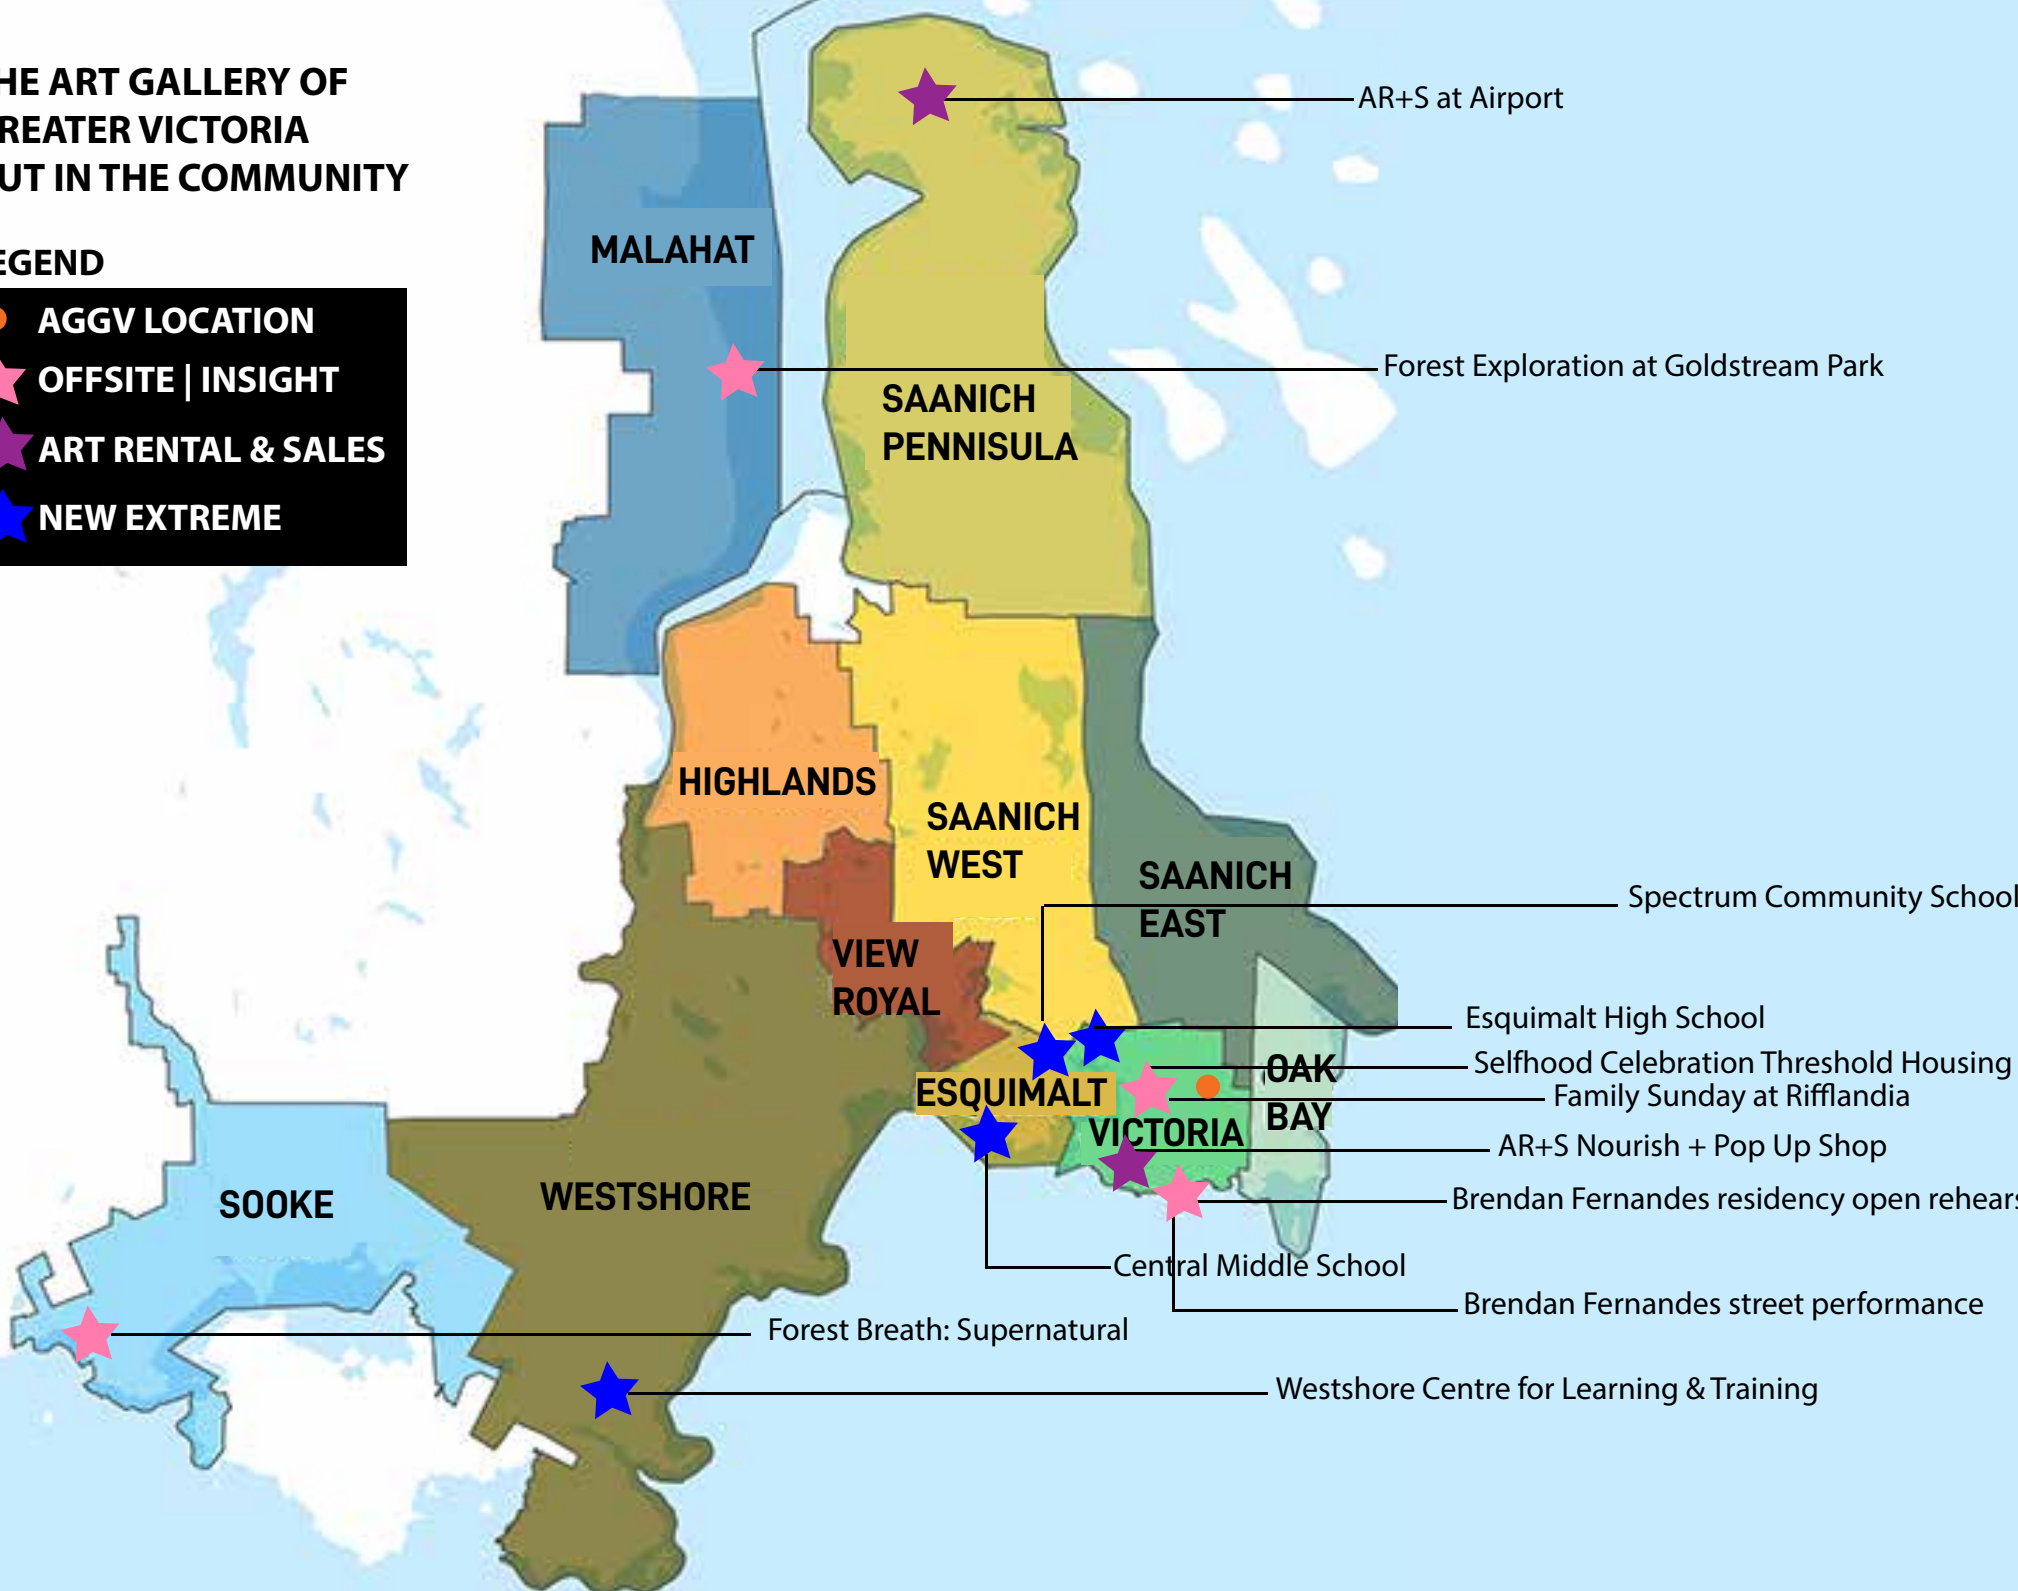 HE ART GALLERY OF
REATER VICTORIA
UT IN THE COMMUNITY
EGEND
AGGV LOCATION
OFFSITE | INSIGHT
ART RENTAL & SALES
NEW EXTREME
AR+S at Airport
MALAHAT
Forest Exploration at Goldstream Park
SAANICH
PENNISULA
HIGHLANDS
SAANICH
WEST
SAANICH
EAST
Spectrum Community School
VIEW
ROYAL
Esquimalt High School
Selfhood Celebration Threshold Housing
OAK
BAY
Family Sunday at Rifflandia
ESQUIMALT
VICTORIA
AR+S Nourish + Pop Up Shop
SOOKE
WESTSHORE
Brendan Fernandes residency open rehears
Central Middle School
Brendan Fernandes street performance
Forest Breath: Supernatural
Westshore Centre for Learning & Training